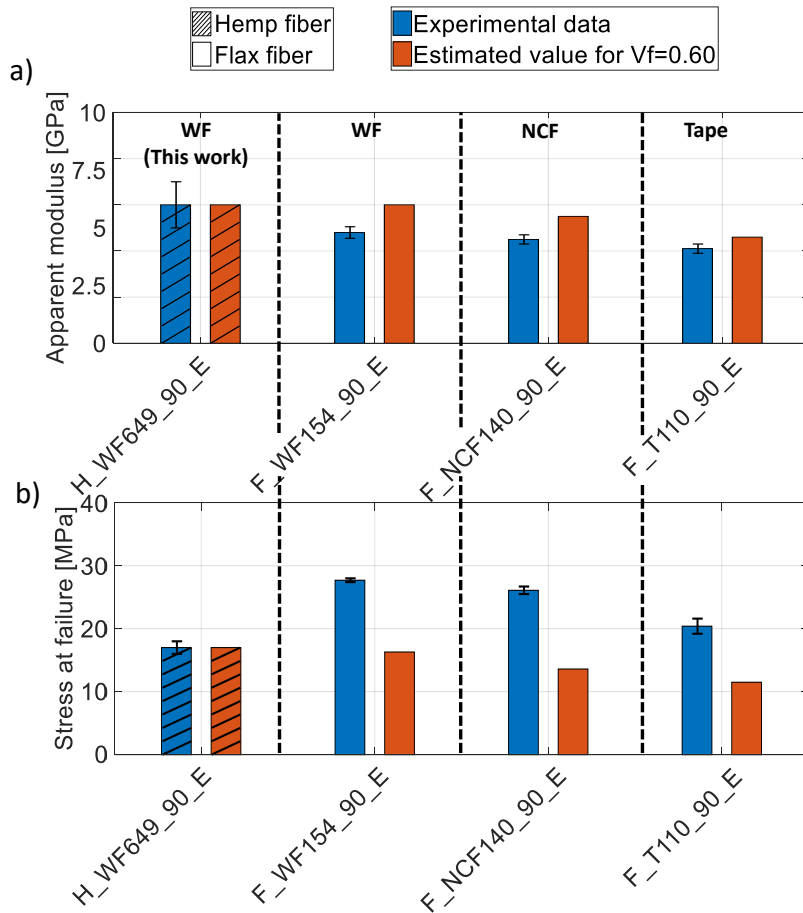 Hemp fiber
Flax fiber
Experimental data
Estimated value for Vf=0.60
a)
Apparent modulus [GPa]
10
7.5
5
2.5
0
WF
(This work)
WF
NCF
Tape
H_WF649_90_E
F_WF154_90_E
F_NCF140_90_E
F_T110_90_E
b)
Stress at failure [MPa]
40
30
20
10
0
H_WF649_90_E
F_WF154_90_E
F_NCF140_90_E
F_T110_90_E